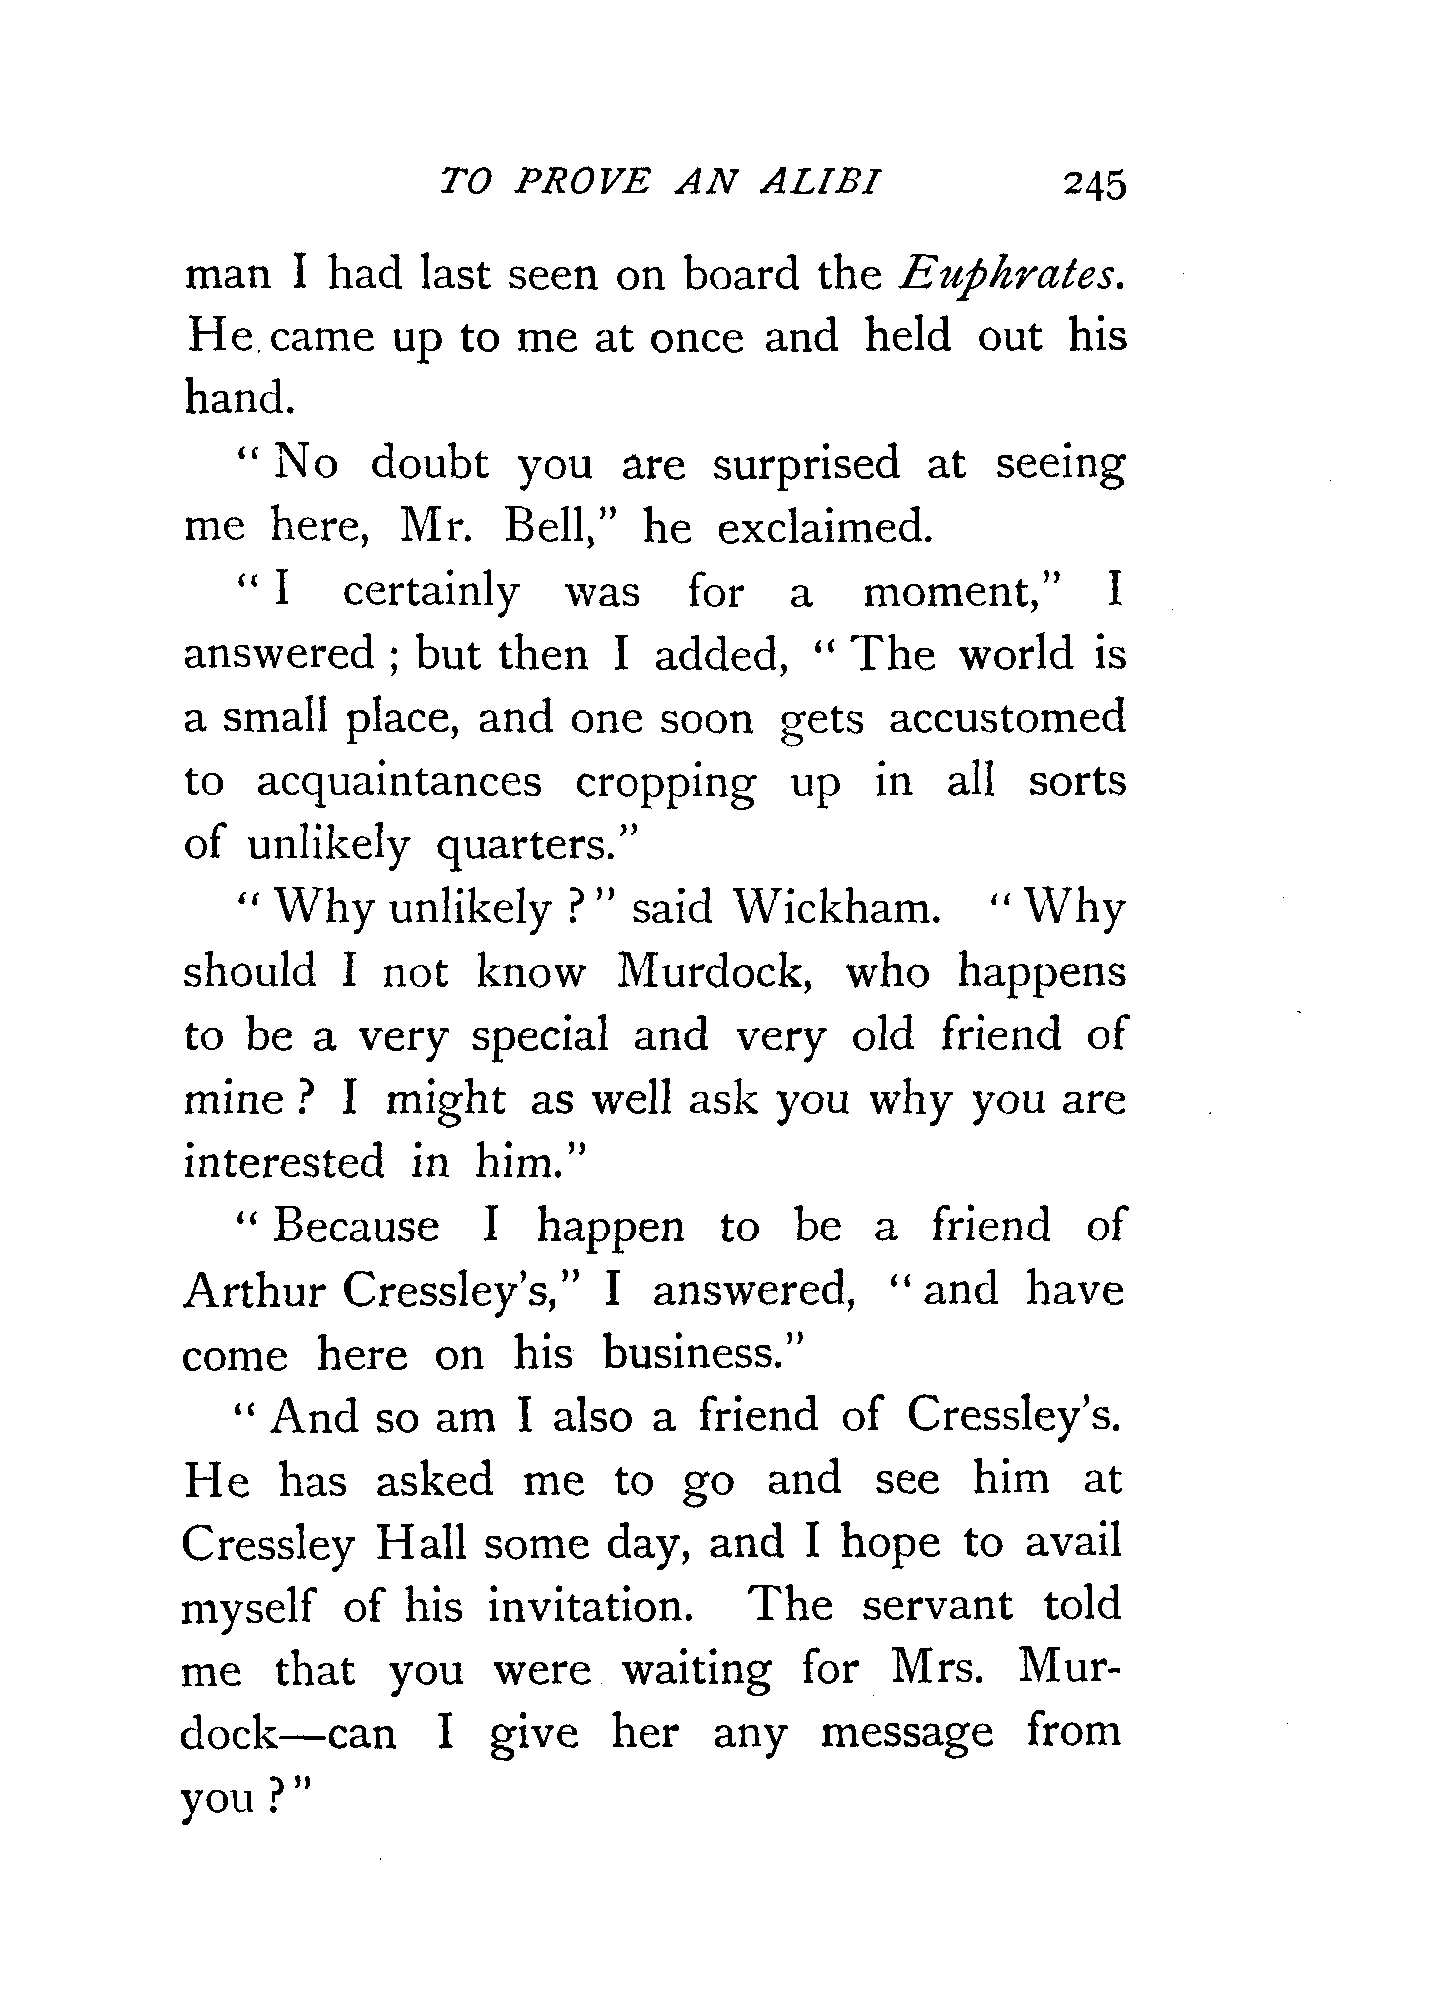 TO PROVE AN ALIBI 245
man I had last seen on board the Euphrates.
He came up to me at once and held out his
hand.
" No doubt you are surprised at seeing
me here, Mr. Bell," he exclaimed.
" I certainly was for a moment," I
answered ; but then I added, " The world is
a small place, and one soon gets accustomed
to acquaintances cropping up in all sorts
of unlikely quarters."
" Why unlikely ? " said Wickham. " Why
should I not know Murdock, who happens
to be a very special and very old friend of
mine ? I might as well ask you why you are
interested in him."
" Because I happen to be a friend of
Arthur Cressley's," I answered, " and have
come here on his business."
" And so am I also a friend of Cressley's.
He has asked me to go and see him at
Cressley Hall some day, and I hope to avail
myself of his invitation. The servant told
me that you were waiting for Mrs. Mur-
dock—can I give her any message from
you ? "